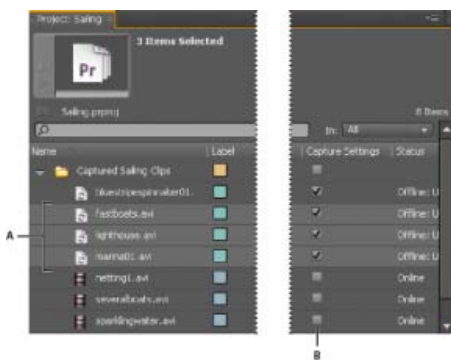 Project: Sailing
3 Items Selected
Pr
Sailing.prproj
8 Items
In: All
Name Label Capture Settings Status
Captured Sailing Clips
bluestripespinnaker01. Offline: U
fastboats.avi Offline: U
lighthouse.avi Offline: U
marina01.avi Offline: U
netting1.avi Online
severalboats.avi Online
sparklingwater.avi Online
A
B